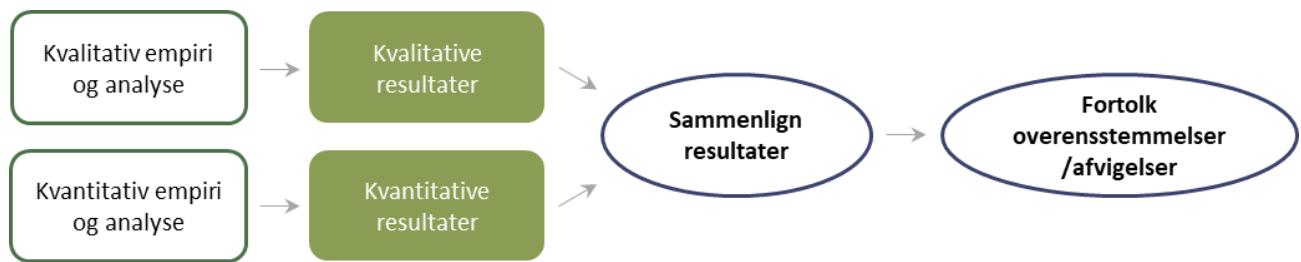 Kvalitativ empiri
og analyse
Kvalitative
resultater
Kvantitativ empiri
og analyse
Kvantitative
resultater
Sammenlign
resultater
Fortolk
overensstemmelser
/afvigelser